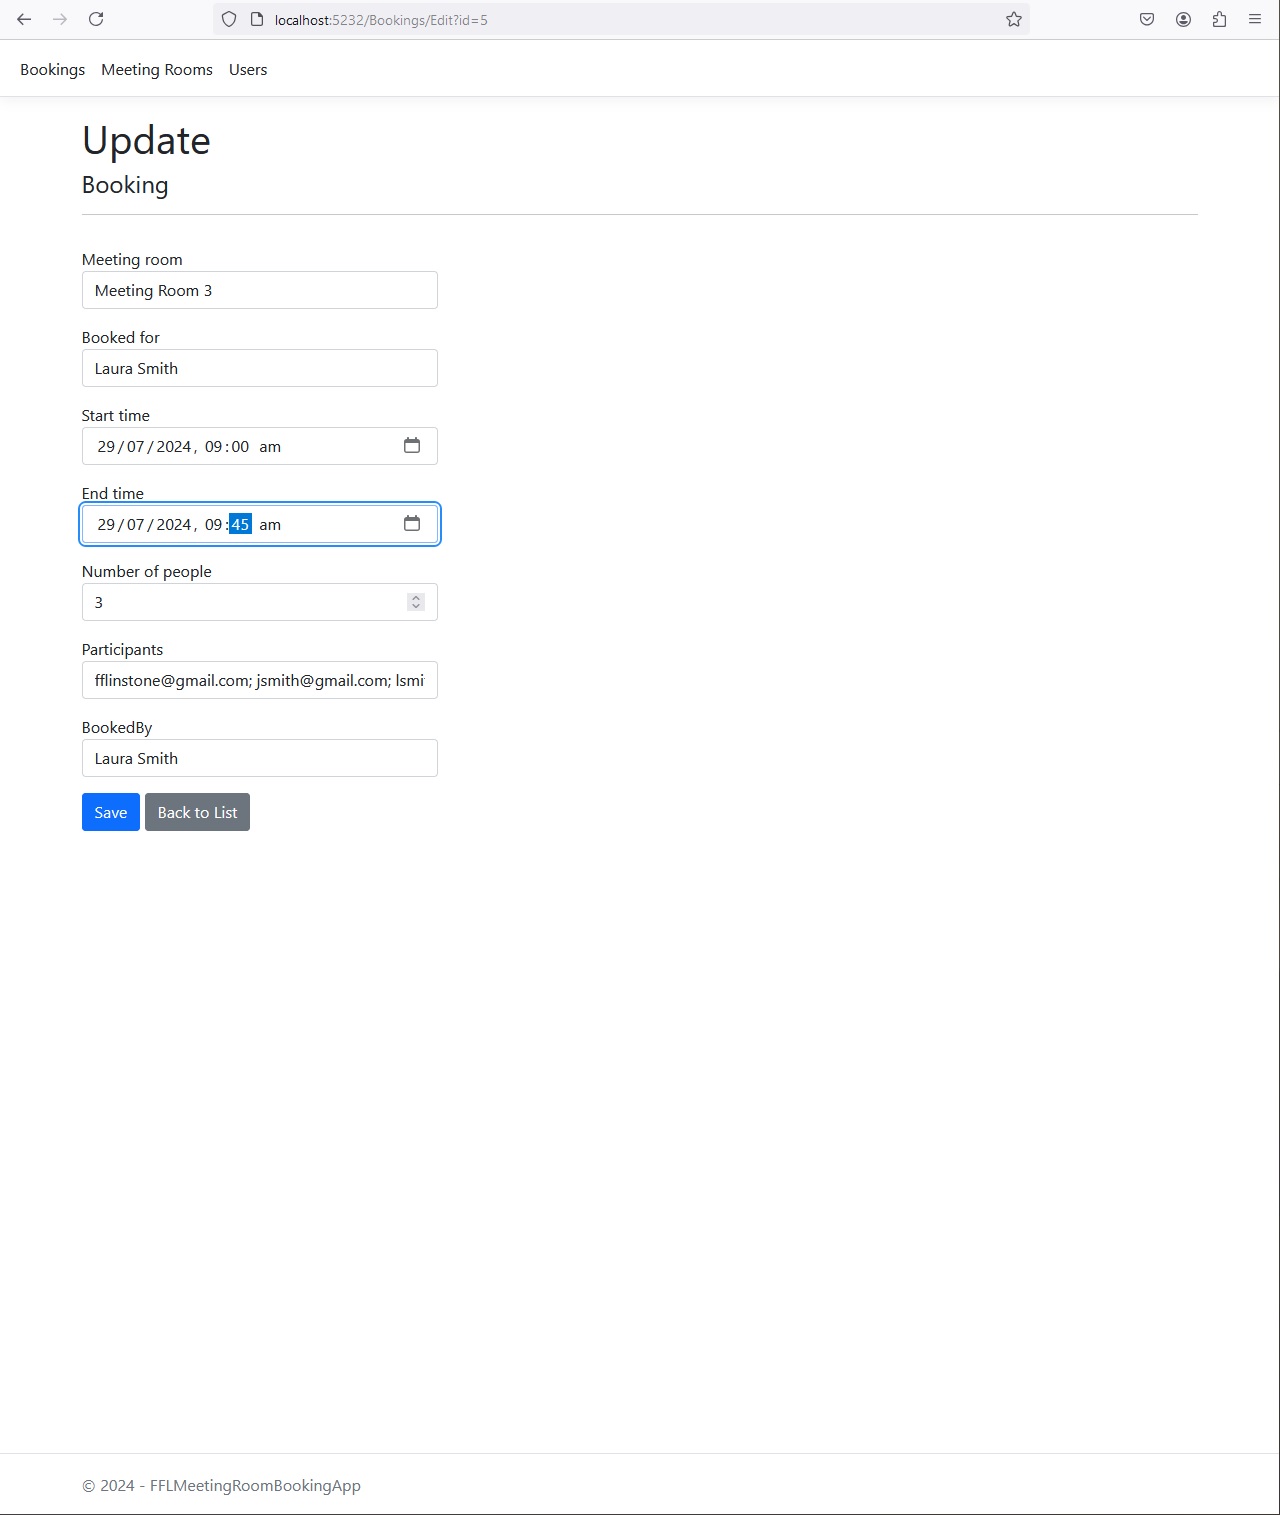 localhost:5232/Bookings/Edit?id=5
Bookings Meeting Rooms Users
Update
Booking
Meeting room
Meeting Room 3
Booked for
Laura Smith
Start time
29/07/2024, 09:00 am
End time
29/07/2024, 09:45 am
Number of people
3
Participants
fflinstone@gmail.com; jsmith@gmail.com; lsmi
BookedBy
Laura Smith
Save Back to List
© 2024 - FFLMeetingRoomBookingApp